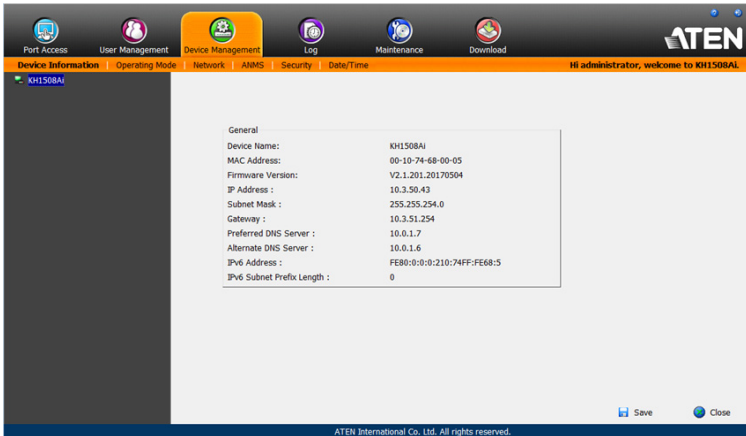 ATEN
Port Access
User Management
Device Management
Log
Maintenance
Download
Device Information | Operating Mode | Network | ANMS | Security | Date/Time
Hi administrator, welcome to KH1508Ai.
KH1508Ai
General
Device Name: KH1508Ai
MAC Address: 00-10-74-68-00-05
Firmware Version: V2.1.201.20170504
IP Address : 10.3.50.43
Subnet Mask : 255.255.254.0
Gateway : 10.3.51.254
Preferred DNS Server : 10.0.1.7
Alternate DNS Server : 10.0.1.6
IPv6 Address : FE80:0:0:0:210:74FF:FE68:5
IPv6 Subnet Prefix Length : 0
Save
Close
ATEN International Co. Ltd. All rights reserved.